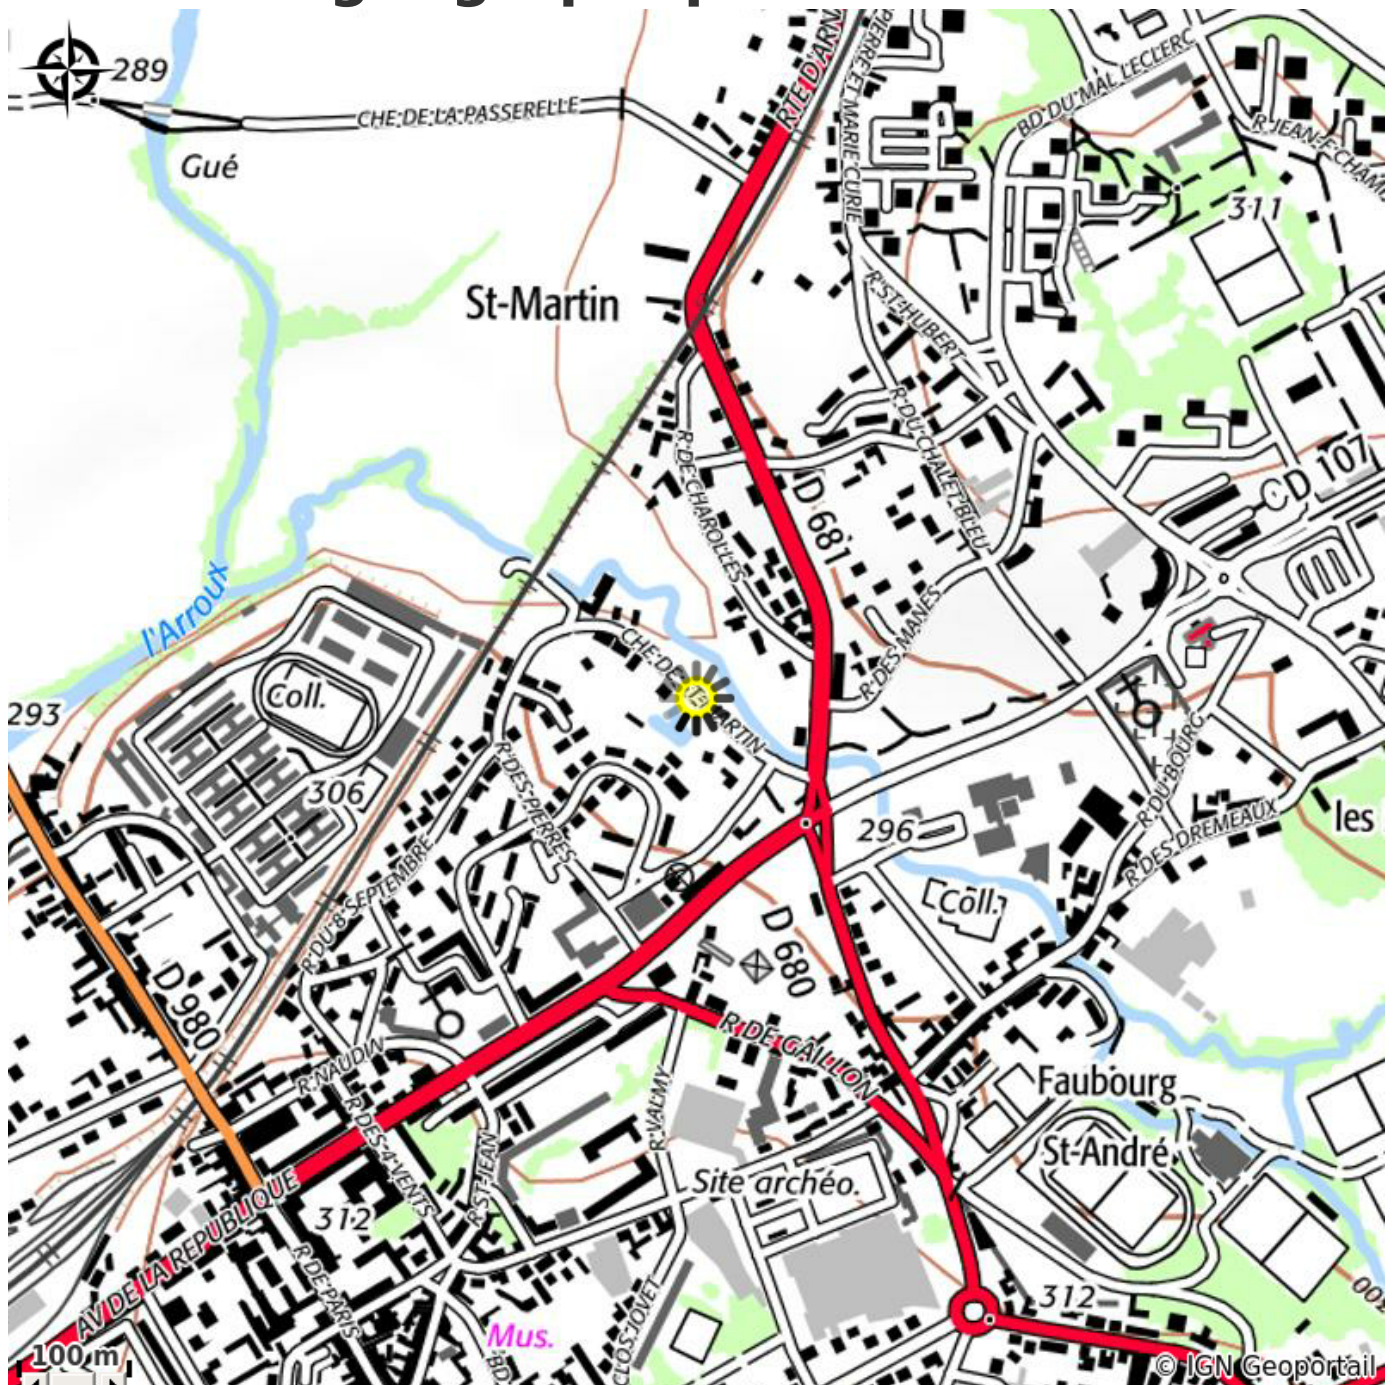 289
CHE DE LA PASSERELLE
Gué
RTE D'ARN
PIERRE ET MARIE CURIE
BD DU MAL LECLERC
R JEAN-F CHAM
311
St-Martin
R ST-HUBERT
R DU CHALET BLEU
R DE CHAROLLES
D 681
D 107
l'Arroux
CHE DE
MARTIN
R DES MANES
Coll.
293
306
R DES PIERRES
R DU BOURG
296
les
R DES DREMEAUX
R DU 8 SEPTEMBRE
Coll.
D 980
D 680
R DE GAILLON
R NAUDIN
R VALMY
Faubourg
St-André
R DES 4 VENTS
R ST-JEAN
Site archéo.
AV DE LA REPUBLIQUE
312
R DE PARIS
CLOS JOVET
312
300
Mus.
BD
100 m
© IGN Geoportail